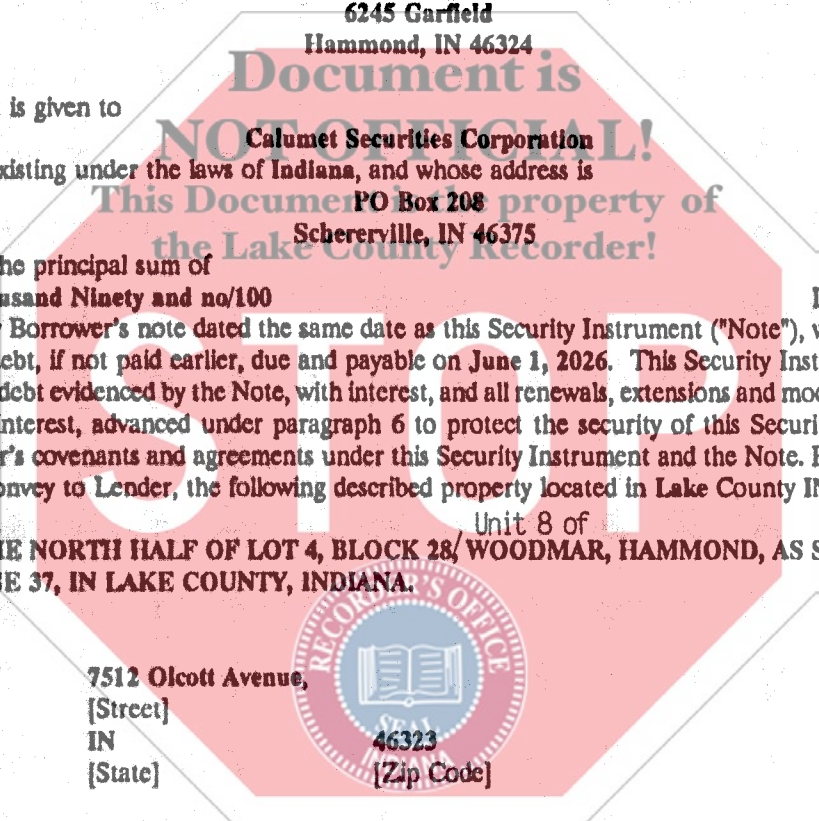 6245 Garfield
Hammond, IN 46324
Document is
is given to
NOT OFFICIAL!
Calumet Securities Corporation
xisting under the laws of Indiana, and whose address is
This Document is the property of
PO Box 208
Schererville, IN 46375
the Lake County Recorder!
he principal sum of
usand Ninety and no/100
Borrower's note dated the same date as this Security Instrument ("Note"), w
ebt, if not paid earlier, due and payable on June 1, 2026. This Security Inst
debt evidenced by the Note, with interest, and all renewals, extensions and mod
interest, advanced under paragraph 6 to protect the security of this Securi
r's covenants and agreements under this Security Instrument and the Note. F
onvey to Lender, the following described property located in Lake County IN
STOP
Unit 8 of
IE NORTH HALF OF LOT 4, BLOCK 28/ WOODMAR, HAMMOND, AS S
E 37, IN LAKE COUNTY, INDIANA.
RECORDER'S OFFICE
SEAL
INDIANA
7512 Olcott Avenue,
[Street]
IN 46323
[State] [Zip Code]